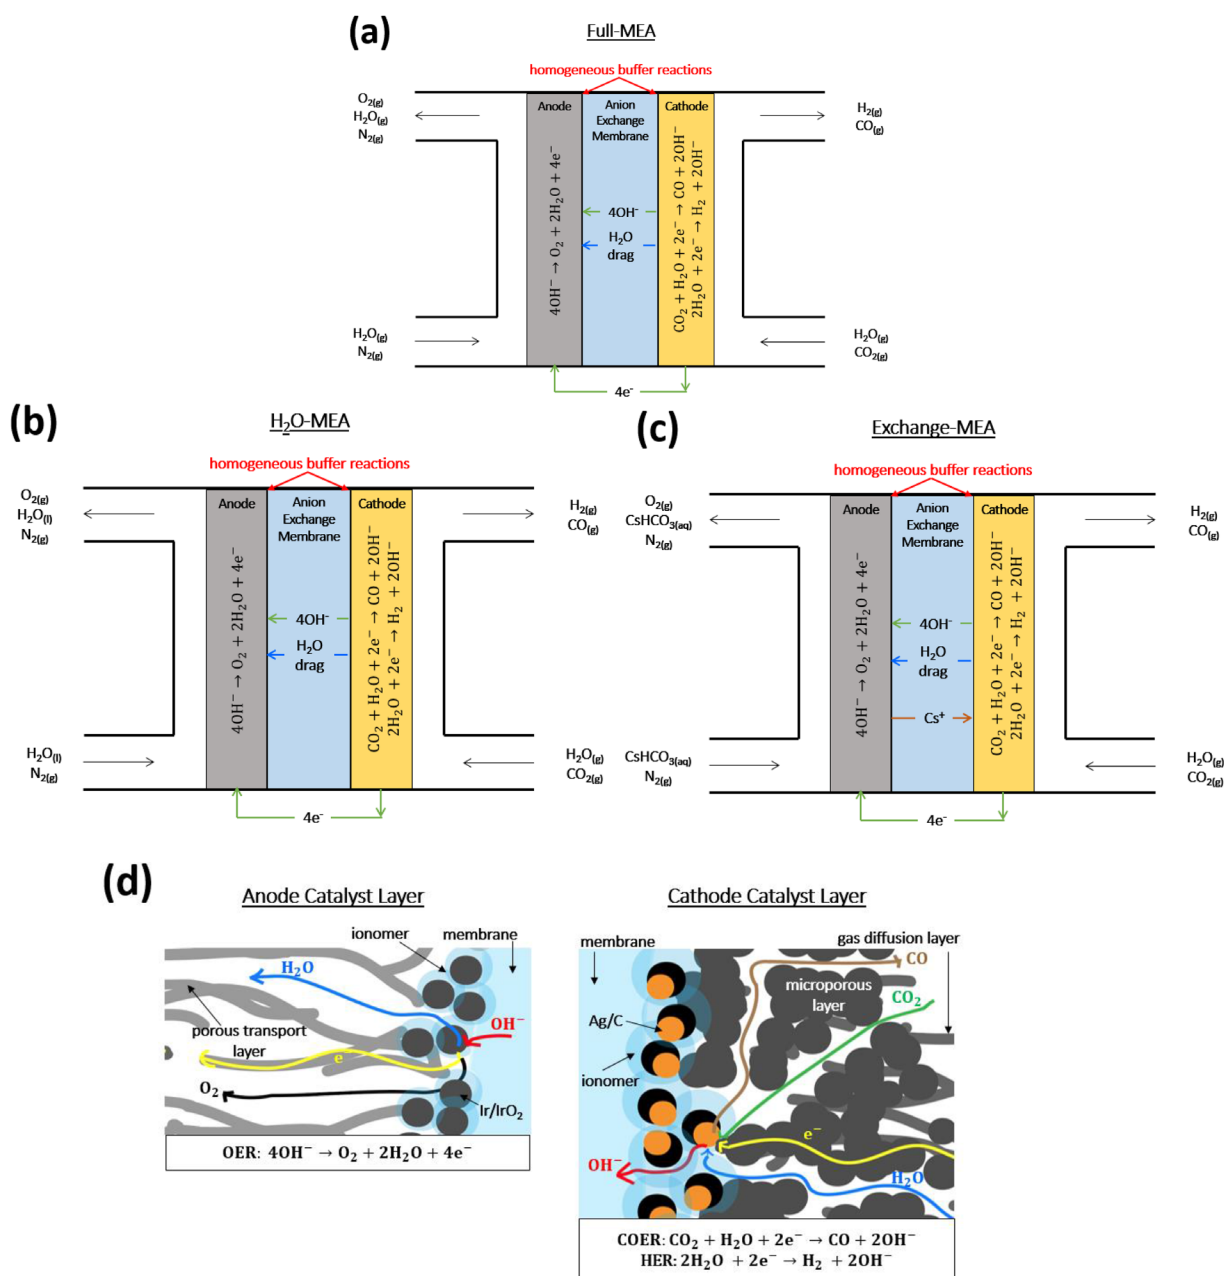 (a)
Full-MEA
homogeneous buffer reactions
O₂₍g₎
H₂O₍g₎
N₂₍g₎
Anode
Anion
Exchange
Membrane
Cathode
H₂₍g₎
CO₍g₎
4OH⁻ → O₂ + 2H₂O + 4e⁻
4OH⁻
H₂O
drag
CO₂ + H₂O + 2e⁻ → CO + 2OH⁻
2H₂O + 2e⁻ → H₂ + 2OH⁻
H₂O₍g₎
N₂₍g₎
H₂O₍g₎
CO₂₍g₎
4e⁻
(b)
H₂O-MEA
homogeneous buffer reactions
O₂₍g₎
H₂O₍l₎
N₂₍g₎
Anode
Anion
Exchange
Membrane
Cathode
H₂₍g₎
CO₍g₎
4OH⁻ → O₂ + 2H₂O + 4e⁻
4OH⁻
H₂O
drag
CO₂ + H₂O + 2e⁻ → CO + 2OH⁻
2H₂O + 2e⁻ → H₂ + 2OH⁻
H₂O₍l₎
N₂₍g₎
H₂O₍g₎
CO₂₍g₎
4e⁻
(c)
Exchange-MEA
homogeneous buffer reactions
O₂₍g₎
CsHCO₃₍aq₎
N₂₍g₎
Anode
Anion
Exchange
Membrane
Cathode
H₂₍g₎
CO₍g₎
4OH⁻ → O₂ + 2H₂O + 4e⁻
4OH⁻
H₂O
drag
Cs⁺
CO₂ + H₂O + 2e⁻ → CO + 2OH⁻
2H₂O + 2e⁻ → H₂ + 2OH⁻
CsHCO₃₍aq₎
N₂₍g₎
H₂O₍g₎
CO₂₍g₎
4e⁻
(d)
Anode Catalyst Layer
ionomer
membrane
H₂O
OH⁻
porous transport
layer
e⁻
O₂
Ir/IrO₂
OER: 4OH⁻ → O₂ + 2H₂O + 4e⁻
Cathode Catalyst Layer
membrane
gas diffusion layer
CO
microporous
layer
CO₂
Ag/C
ionomer
e⁻
OH⁻
H₂O
COER: CO₂ + H₂O + 2e⁻ → CO + 2OH⁻
HER: 2H₂O + 2e⁻ → H₂ + 2OH⁻